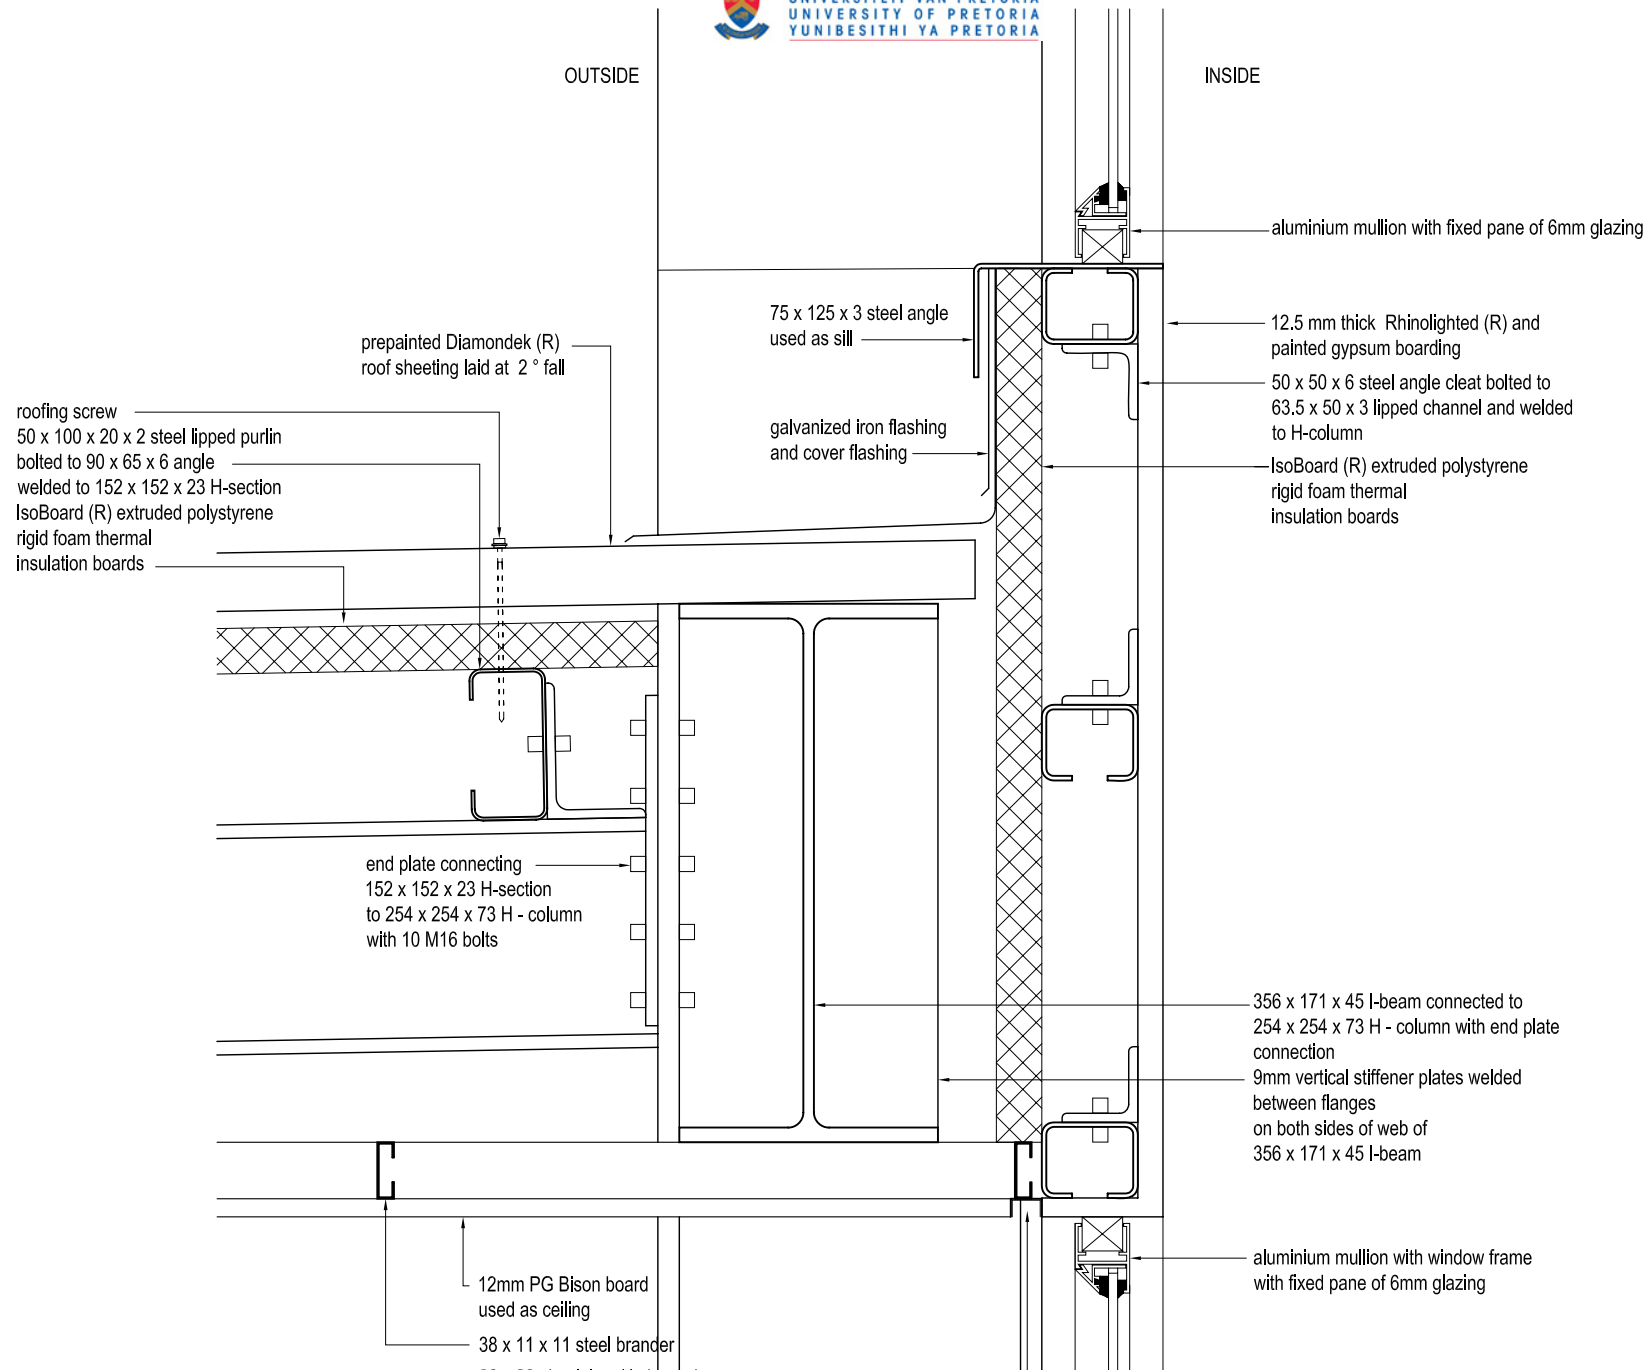 UNIVERSITEIT VAN PRETORIA
UNIVERSITY OF PRETORIA
YUNIBESITHI YA PRETORIA
OUTSIDE
INSIDE
aluminium mullion with fixed pane of 6mm glazing
75 x 125 x 3 steel angle
used as sill
12.5 mm thick  Rhinolighted (R) and
painted gypsum boarding
prepainted Diamondek (R)
roof sheeting laid at  2 ° fall
50 x 50 x 6 steel angle cleat bolted to
63.5 x 50 x 3 lipped channel and welded
to H-column
roofing screw
50 x 100 x 20 x 2 steel lipped purlin
bolted to 90 x 65 x 6 angle
welded to 152 x 152 x 23 H-section
IsoBoard (R) extruded polystyrene
rigid foam thermal
insulation boards
galvanized iron flashing
and cover flashing
IsoBoard (R) extruded polystyrene
rigid foam thermal
insulation boards
end plate connecting
152 x 152 x 23 H-section
to 254 x 254 x 73 H - column
with 10 M16 bolts
356 x 171 x 45 I-beam connected to
254 x 254 x 73 H - column with end plate
connection
9mm vertical stiffener plates welded
between flanges
on both sides of web of
356 x 171 x 45 I-beam
aluminium mullion with window frame
with fixed pane of 6mm glazing
12mm PG Bison board
used as ceiling
38 x 11 x 11 steel brander